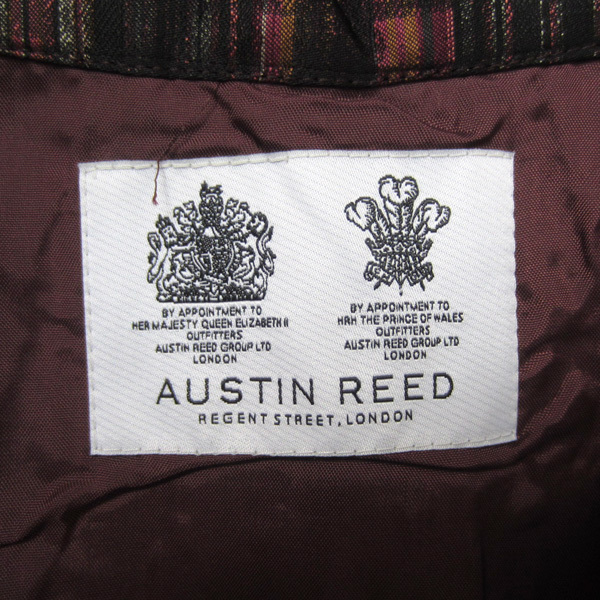 BY APPOINTMENT TO
HER MAJESTY QUEEN ELIZABETH II
OUTFITTERS
AUSTIN REED GROUP LTD
LONDON
BY APPOINTMENT TO
HRH THE PRINCE OF WALES
OUTFITTERS
AUSTIN REED GROUP LTD
LONDON
AUSTIN REED
REGENT STREET, LONDON